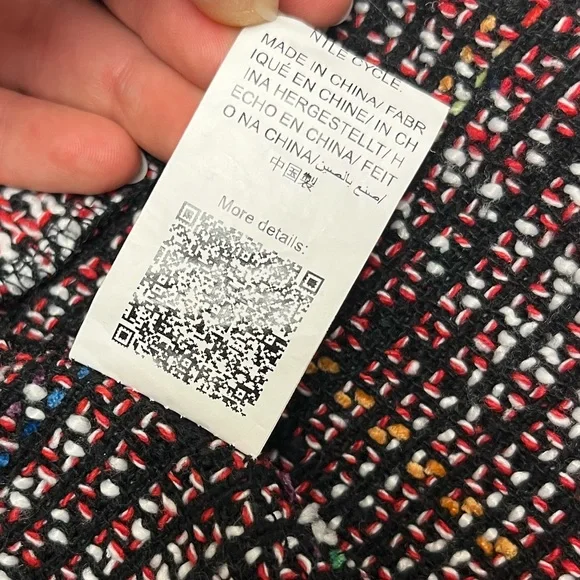 NTLE CYCLE.
MADE IN CHINA/ FABR
IQUÉ EN CHINE/ IN CH
INA HERGESTELLT/ H
ECHO EN CHINA/ FEIT
O NA CHINA/ صنع بالصين/
中国製
More details: